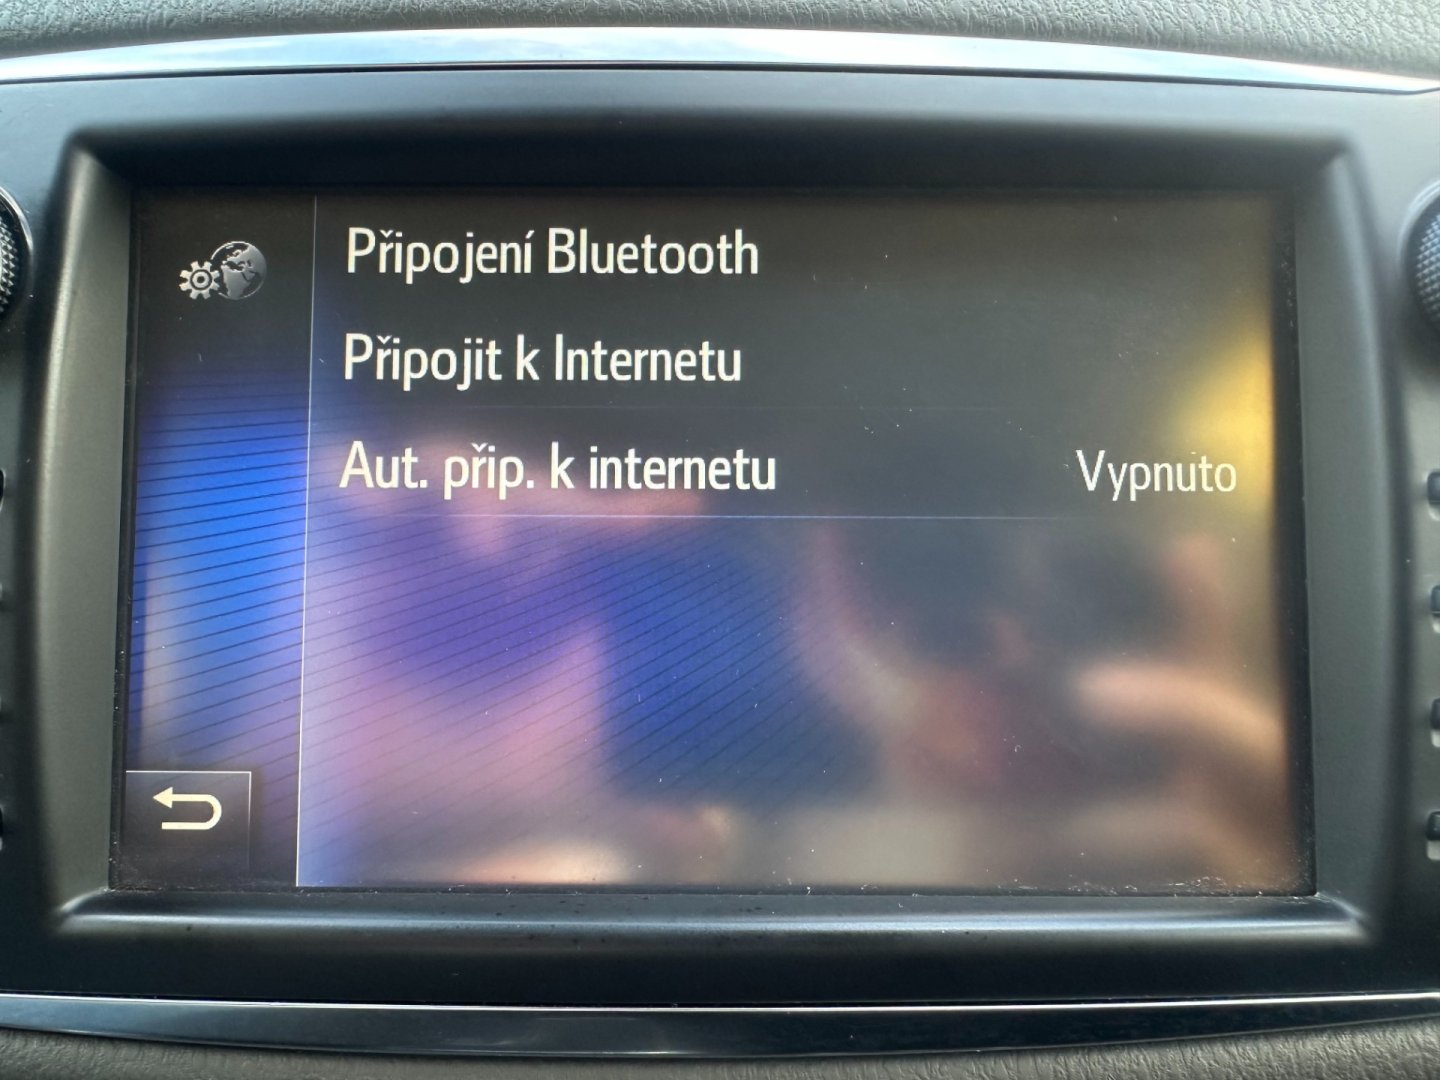 Připojení Bluetooth
Připojit k Internetu
Aut. přip. k internetu Vypnuto